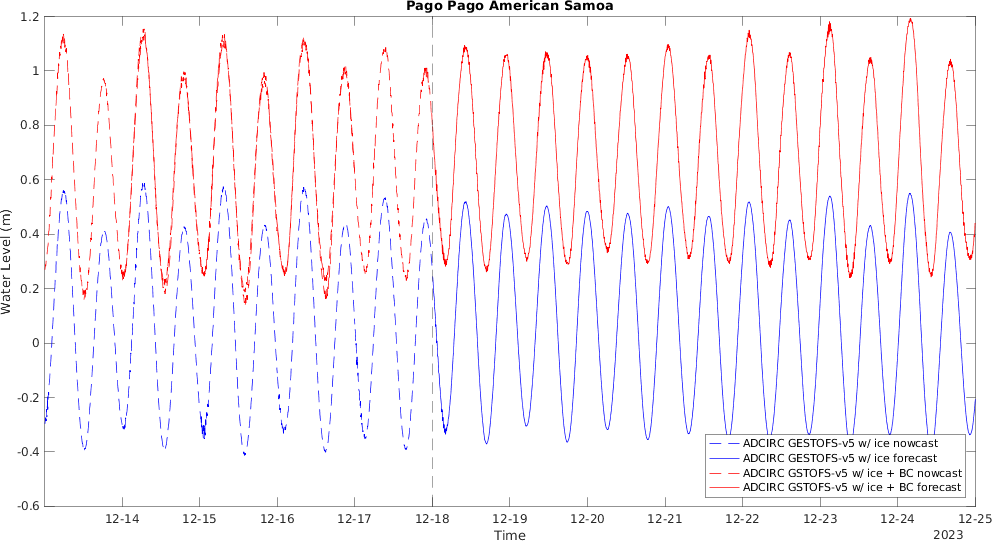 Pago Pago American Samoa
1.2
1
0.8
0.6
0.4
0.2
0
-0.2
-0.4
-0.6
Water Level (m)
12-14 12-15 12-16 12-17 12-18 12-19 12-20 12-21 12-22 12-23 12-24 12-25
Time
2023
ADCIRC GESTOFS-v5 w/ ice nowcast
ADCIRC GESTOFS-v5 w/ ice forecast
ADCIRC GSTOFS-v5 w/ ice + BC nowcast
ADCIRC GSTOFS-v5 w/ ice + BC forecast